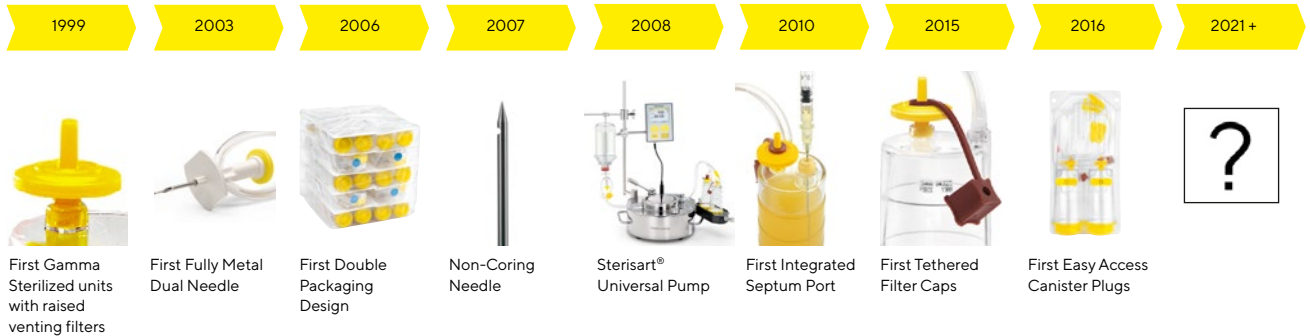 1999
2003
2006
2007
2008
2010
2015
2016
2021 +
?
First Gamma
Sterilized units
with raised
venting filters
First Fully Metal
Dual Needle
First Double
Packaging
Design
Non-Coring
Needle
Sterisart®
Universal Pump
First Integrated
Septum Port
First Tethered
Filter Caps
First Easy Access
Canister Plugs